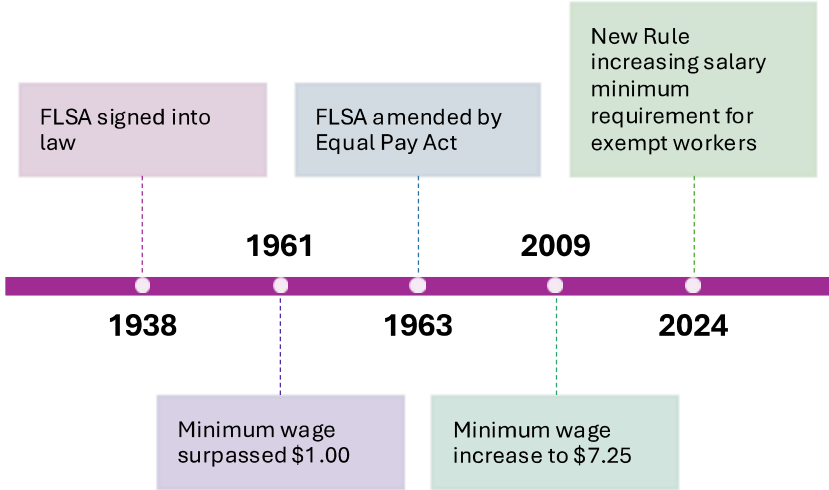 FLSA signed into
law
1938
1961
Minimum wage
surpassed $1.00
FLSA amended by
Equal Pay Act
1963
2009
Minimum wage
increase to $7.25
New Rule
increasing salary
minimum
requirement for
exempt workers
2024